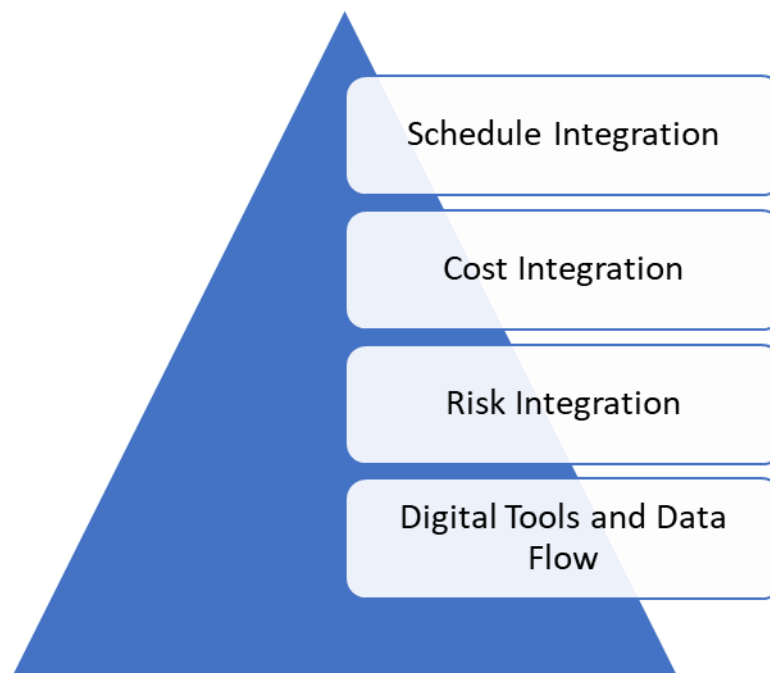 Schedule Integration
Cost Integration
Risk Integration
Digital Tools and Data
Flow